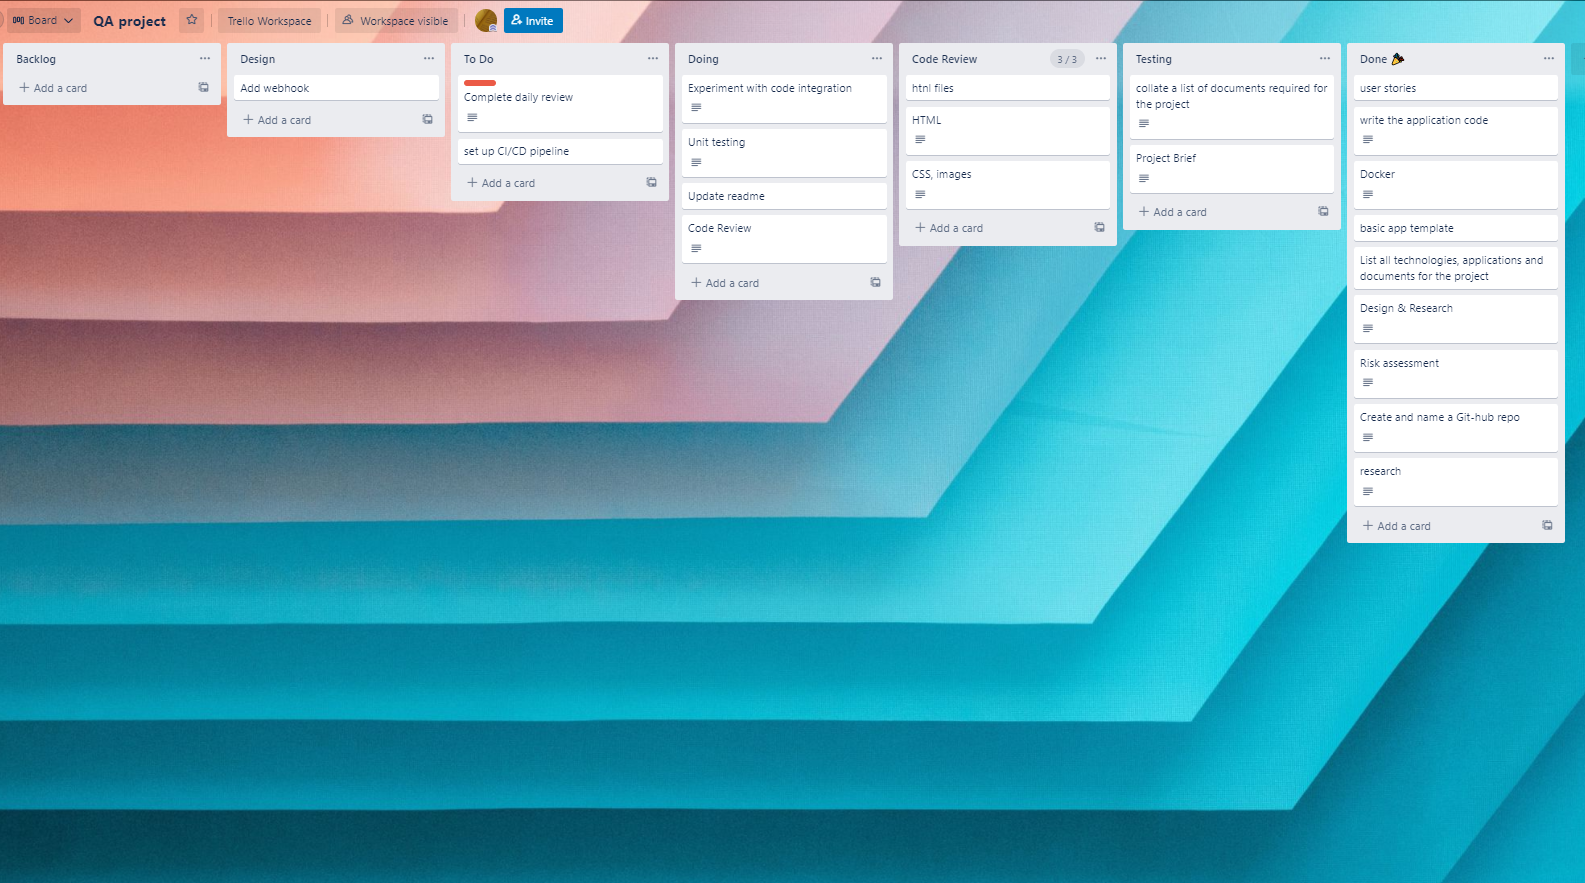 Board
QA project
Trello Workspace
Workspace visible
Invite
Backlog
+ Add a card
Design
Add webhook
+ Add a card
To Do
Complete daily review
set up CI/CD pipeline
+ Add a card
Doing
Experiment with code integration
Unit testing
Update readme
Code Review
+ Add a card
Code Review
3 / 3
htnl files
HTML
CSS, images
+ Add a card
Testing
collate a list of documents required for
the project
Project Brief
+ Add a card
Done 🎉
user stories
write the application code
Docker
basic app template
List all technologies, applications and
documents for the project
Design & Research
Risk assessment
Create and name a Git-hub repo
research
+ Add a card